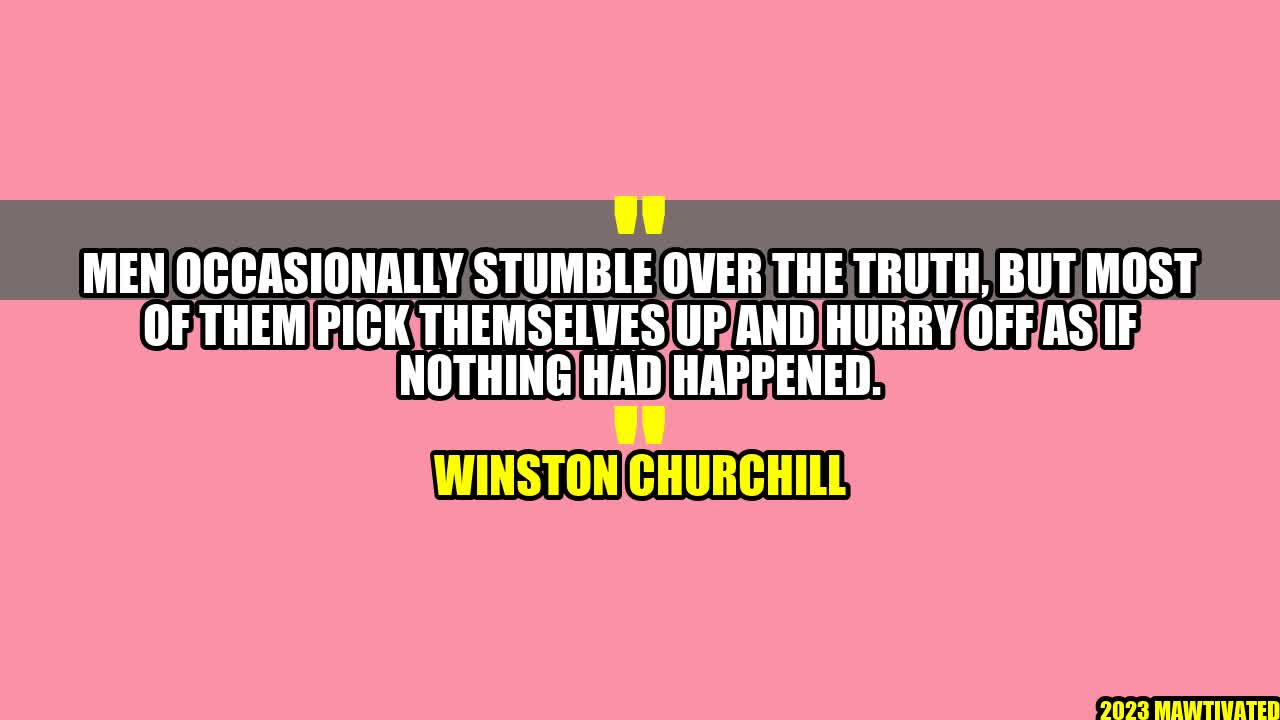 "
MEN OCCASIONALLY STUMBLE OVER THE TRUTH, BUT MOST
OF THEM PICK THEMSELVES UP AND HURRY OFF AS IF
NOTHING HAD HAPPENED.
"
WINSTON CHURCHILL
2023 MAWTIVATED